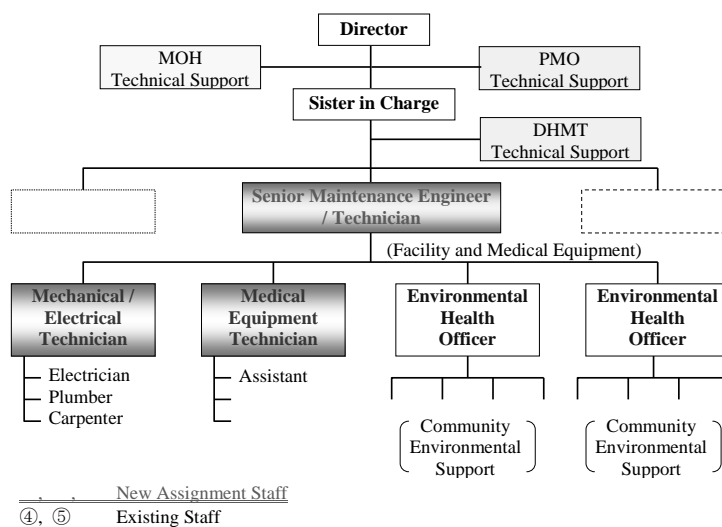 Director
MOH
Technical Support
PMO
Technical Support
Sister in Charge
DHMT
Technical Support
Senior Maintenance Engineer
/ Technician
(Facility and Medical Equipment)
Mechanical /
Electrical
Technician
Medical
Equipment
Technician
Environmental
Health
Officer
Environmental
Health
Officer
Electrician
Plumber
Carpenter
Assistant
Community
Environmental
Support
Community
Environmental
Support
, , New Assignment Staff
④, ⑤ Existing Staff